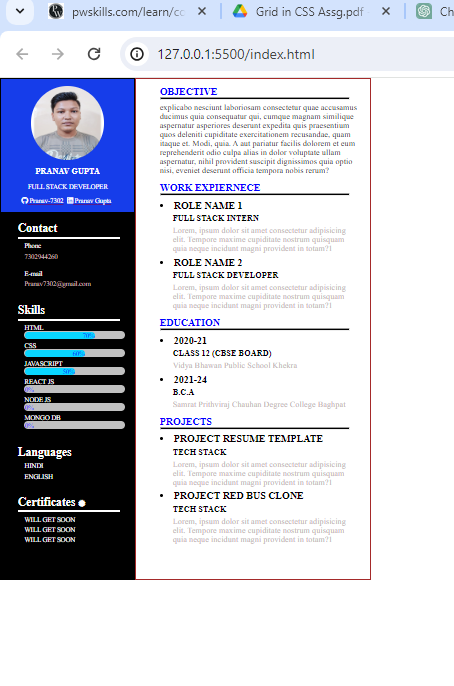 pwskills.com/learn/co
Grid in CSS Assg.pdf
Ch
127.0.0.1:5500/index.html
PRANAV GUPTA
FULL STACK DEVELOPER
Pranav-7302 Pranav Gupta
Contact
Phone
7302944260
E-mail
Pranav7302@gmail.com
Skills
HTML
70%
CSS
60%
JAVASCRIPT
50%
REACT JS
0%
NODE JS
0%
MONGO DB
0%
Languages
HINDI
ENGLISH
Certificates
WILL GET SOON
WILL GET SOON
WILL GET SOON
OBJECTIVE
explicabo nesciunt laboriosam consectetur quae accusamus
ducimus quia consequatur qui, cumque magnam similique
aspernatur asperiores deserunt expedita quis praesentium
quos deleniti cupiditate exercitationem recusandae, quam
itaque et. Modi, quia. A aut pariatur facilis dolorem et eum
reprehenderit odio culpa alias in dolor voluptate ullam
aspernatur, nihil provident suscipit dignissimos quia optio
nisi, eveniet deserunt officia tempora nobis rerum?
WORK EXPIERNECE
• ROLE NAME 1
FULL STACK INTERN
Lorem, ipsum dolor sit amet consectetur adipisicing
elit. Tempore maxime cupiditate nostrum quisquam
quia neque incidunt magni provident in totam?1
• ROLE NAME 2
FULL STACK DEVELOPER
Lorem, ipsum dolor sit amet consectetur adipisicing
elit. Tempore maxime cupiditate nostrum quisquam
quia neque incidunt magni provident in totam?1
EDUCATION
• 2020-21
CLASS 12 (CBSE BOARD)
Vidya Bhawan Public School Khekra
• 2021-24
B.C.A
Samrat Prithviraj Chauhan Degree College Baghpat
PROJECTS
• PROJECT RESUME TEMPLATE
TECH STACK
Lorem, ipsum dolor sit amet consectetur adipisicing
elit. Tempore maxime cupiditate nostrum quisquam
quia neque incidunt magni provident in totam?1
• PROJECT RED BUS CLONE
TECH STACK
Lorem, ipsum dolor sit amet consectetur adipisicing
elit. Tempore maxime cupiditate nostrum quisquam
quia neque incidunt magni provident in totam?1